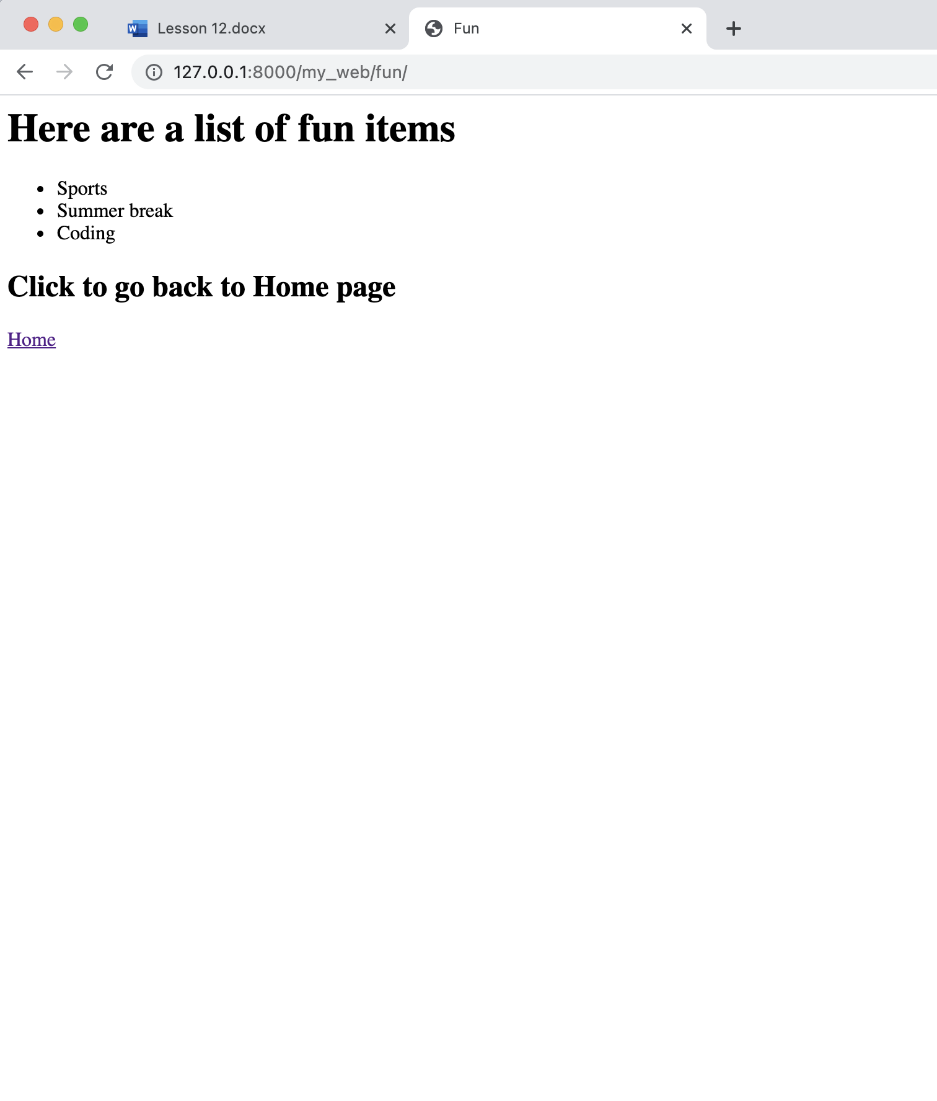 Lesson 12.docx
Fun
127.0.0.1:8000/my_web/fun/
Here are a list of fun items
Sports
Summer break
Coding
Click to go back to Home page
Home